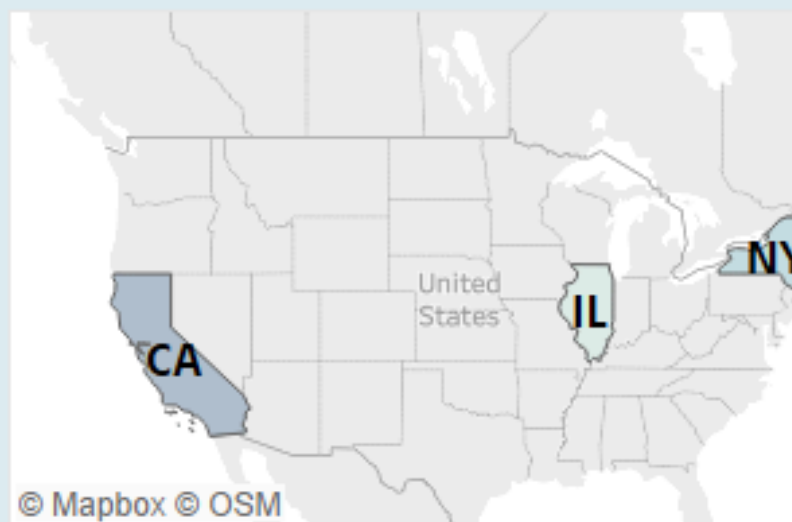 NY
United
States
IL
CA
© Mapbox © OSM